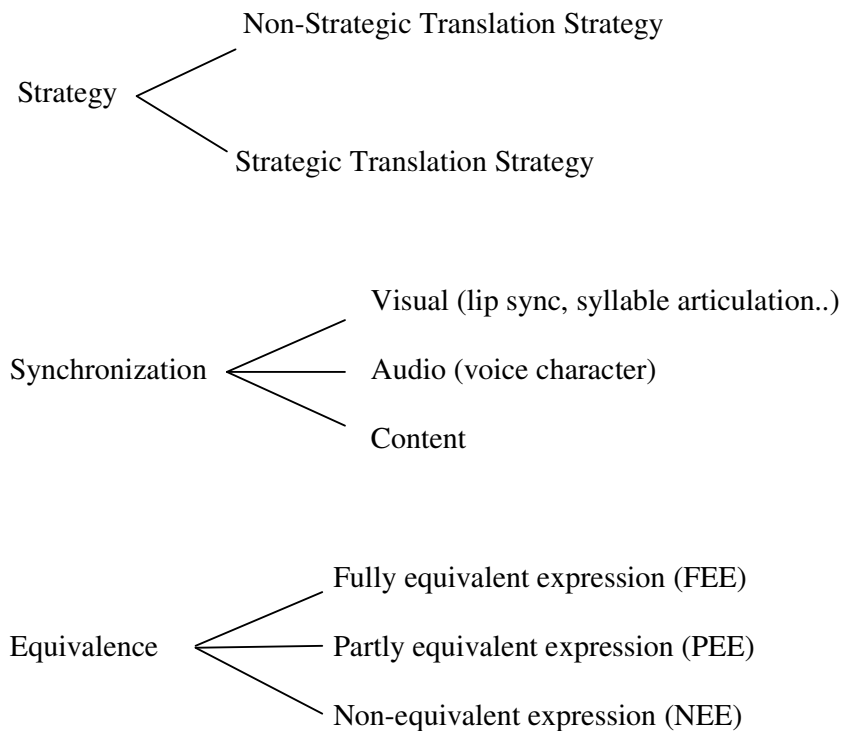 Non-Strategic Translation Strategy
Strategy
Strategic Translation Strategy
Visual (lip sync, syllable articulation..)
Synchronization
Audio (voice character)
Content
Fully equivalent expression (FEE)
Equivalence
Partly equivalent expression (PEE)
Non-equivalent expression (NEE)